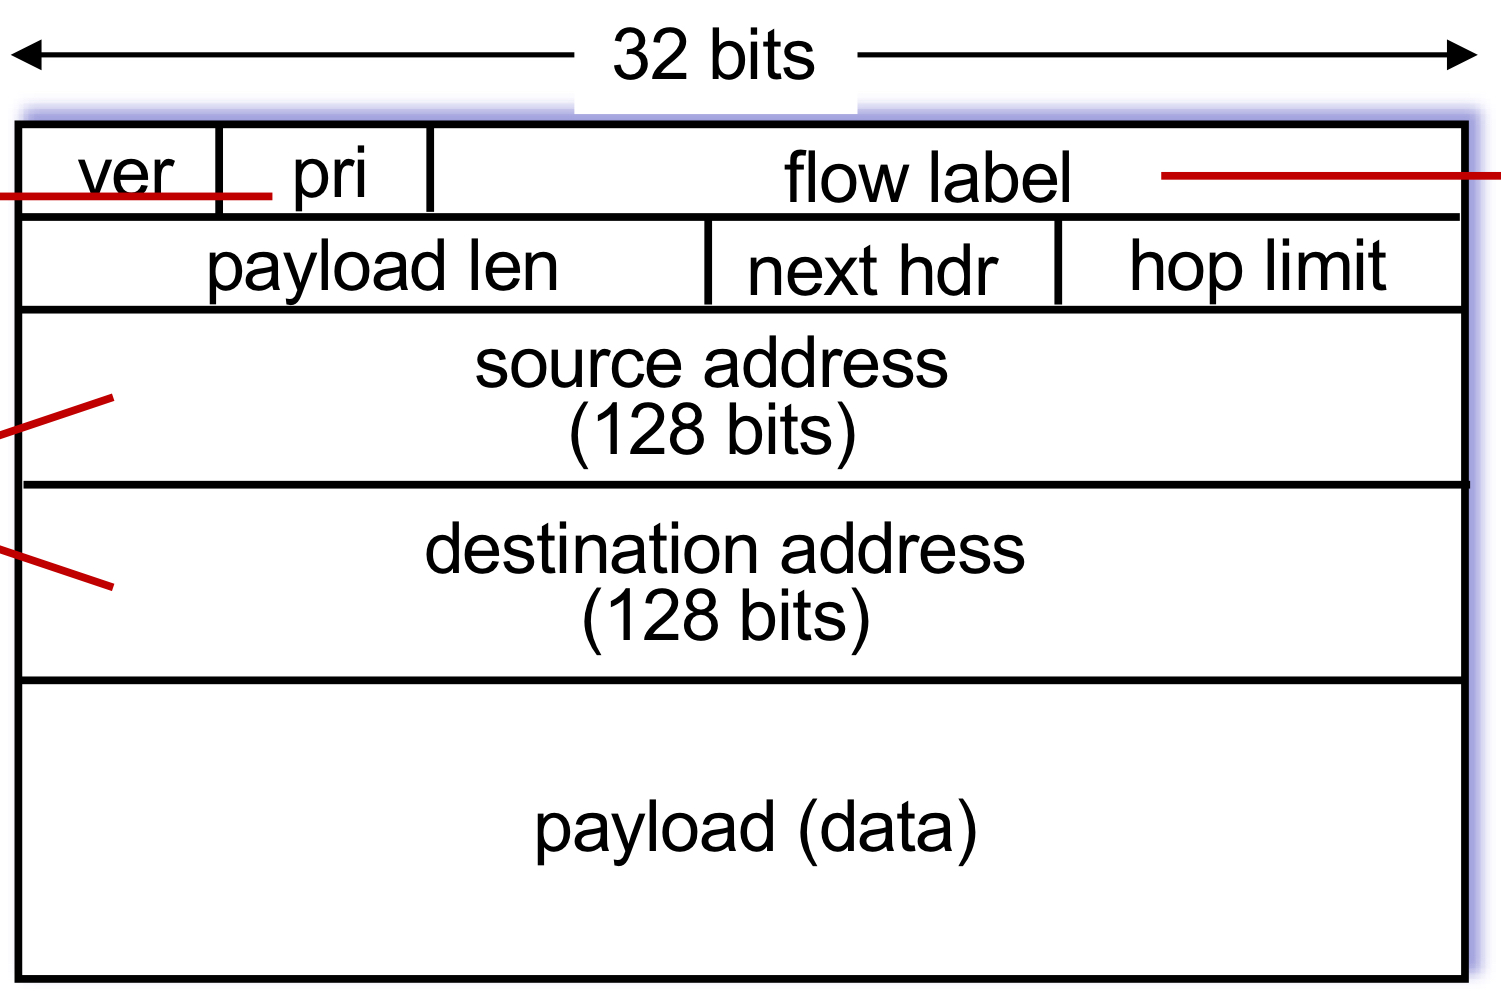 32 bits
ver pri flow label
payload len next hdr hop limit
source address
(128 bits)
destination address
(128 bits)
payload (data)